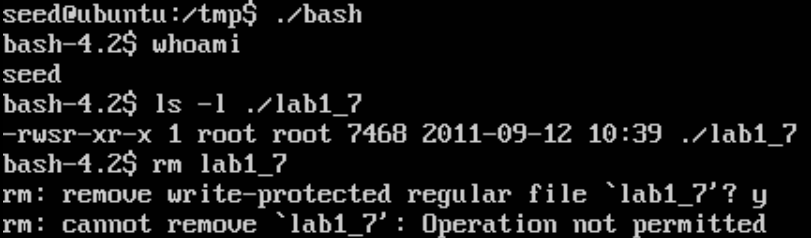 seed@ubuntu:/tmp$ ./bash
bash-4.2$ whoami
seed
bash-4.2$ ls -l ./lab1_7
-rwsr-xr-x 1 root root 7468 2011-09-12 10:39 ./lab1_7
bash-4.2$ rm lab1_7
rm: remove write-protected regular file `lab1_7'? y
rm: cannot remove `lab1_7': Operation not permitted